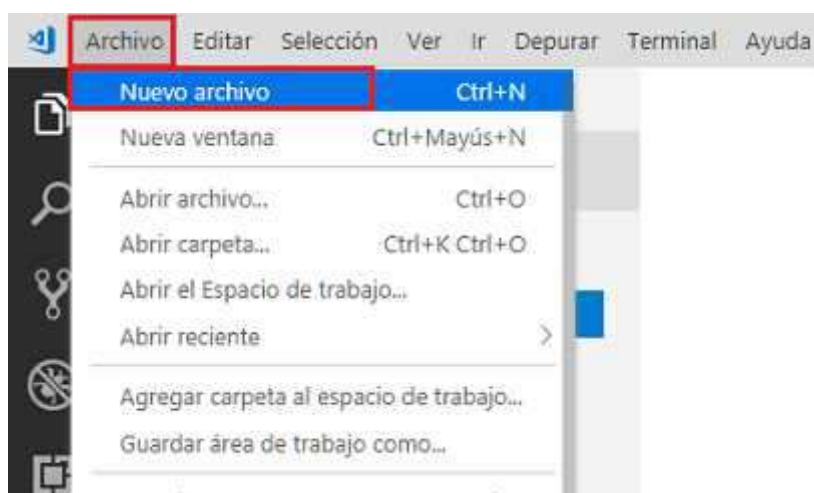 Archivo Editar Selección Ver Ir Depurar Terminal Ayuda
Nuevo archivo Ctrl+N
Nueva ventana Ctrl+Mayús+N
Abrir archivo... Ctrl+O
Abrir carpeta... Ctrl+K Ctrl+O
Abrir el Espacio de trabajo...
Abrir reciente
Agregar carpeta al espacio de trabajo...
Guardar área de trabajo como...